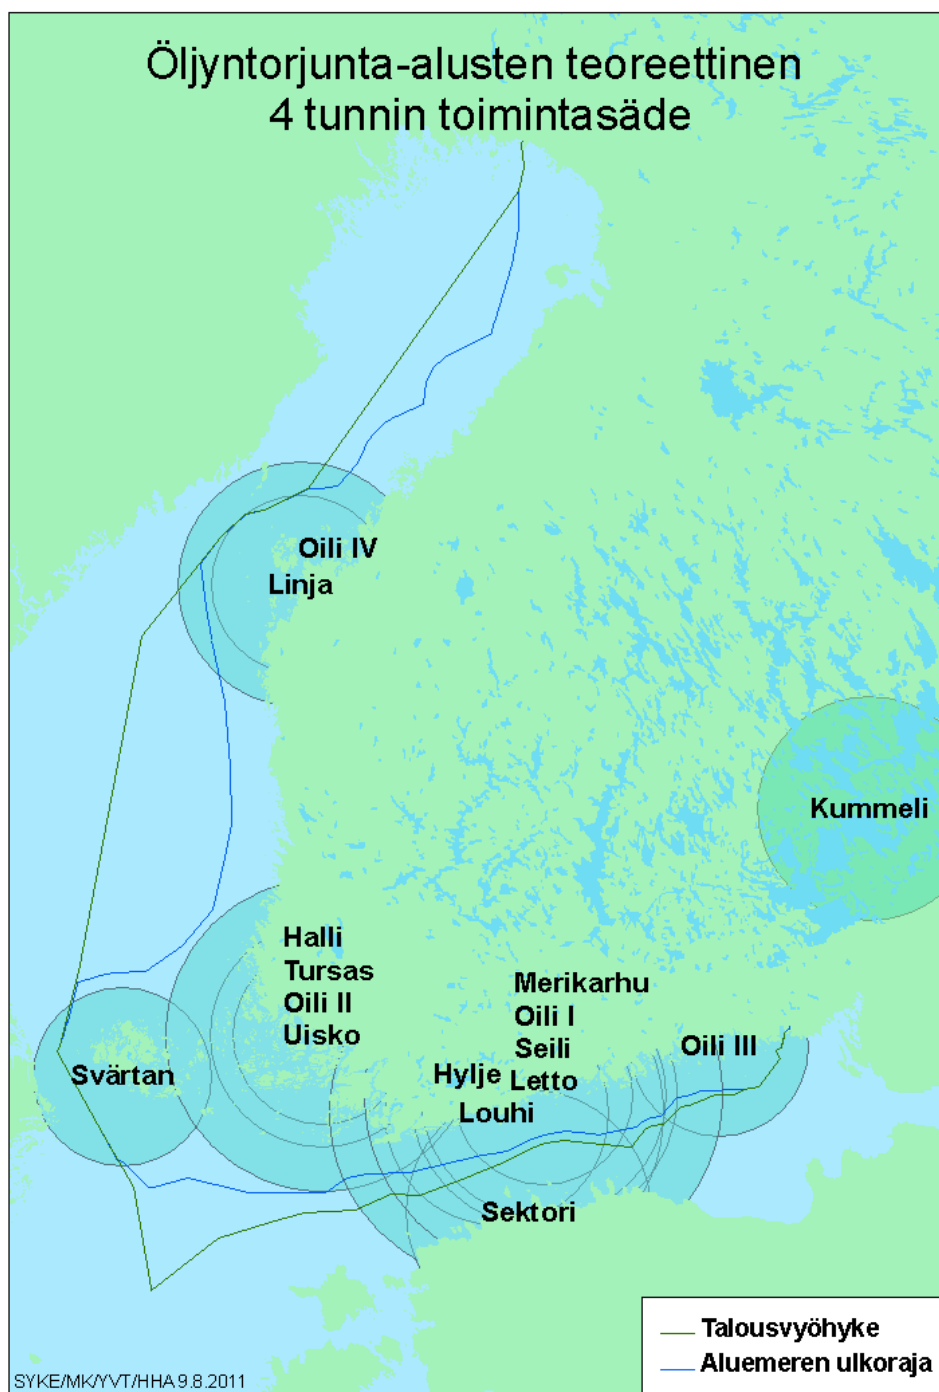 Öljyntorjunta-alusten teoreettinen
4 tunnin toimintasäde
Oili IV
Linja
Kummeli
Halli
Tursas
Oili II
Uisko
Merikarhu
Oili I
Seili
Letto
Oili III
Hylje
Louhi
Svärtan
Sektori
Talousvyöhyke
Aluemeren ulkoraja
SYKE/MK/YVT/HHA 9.8.2011